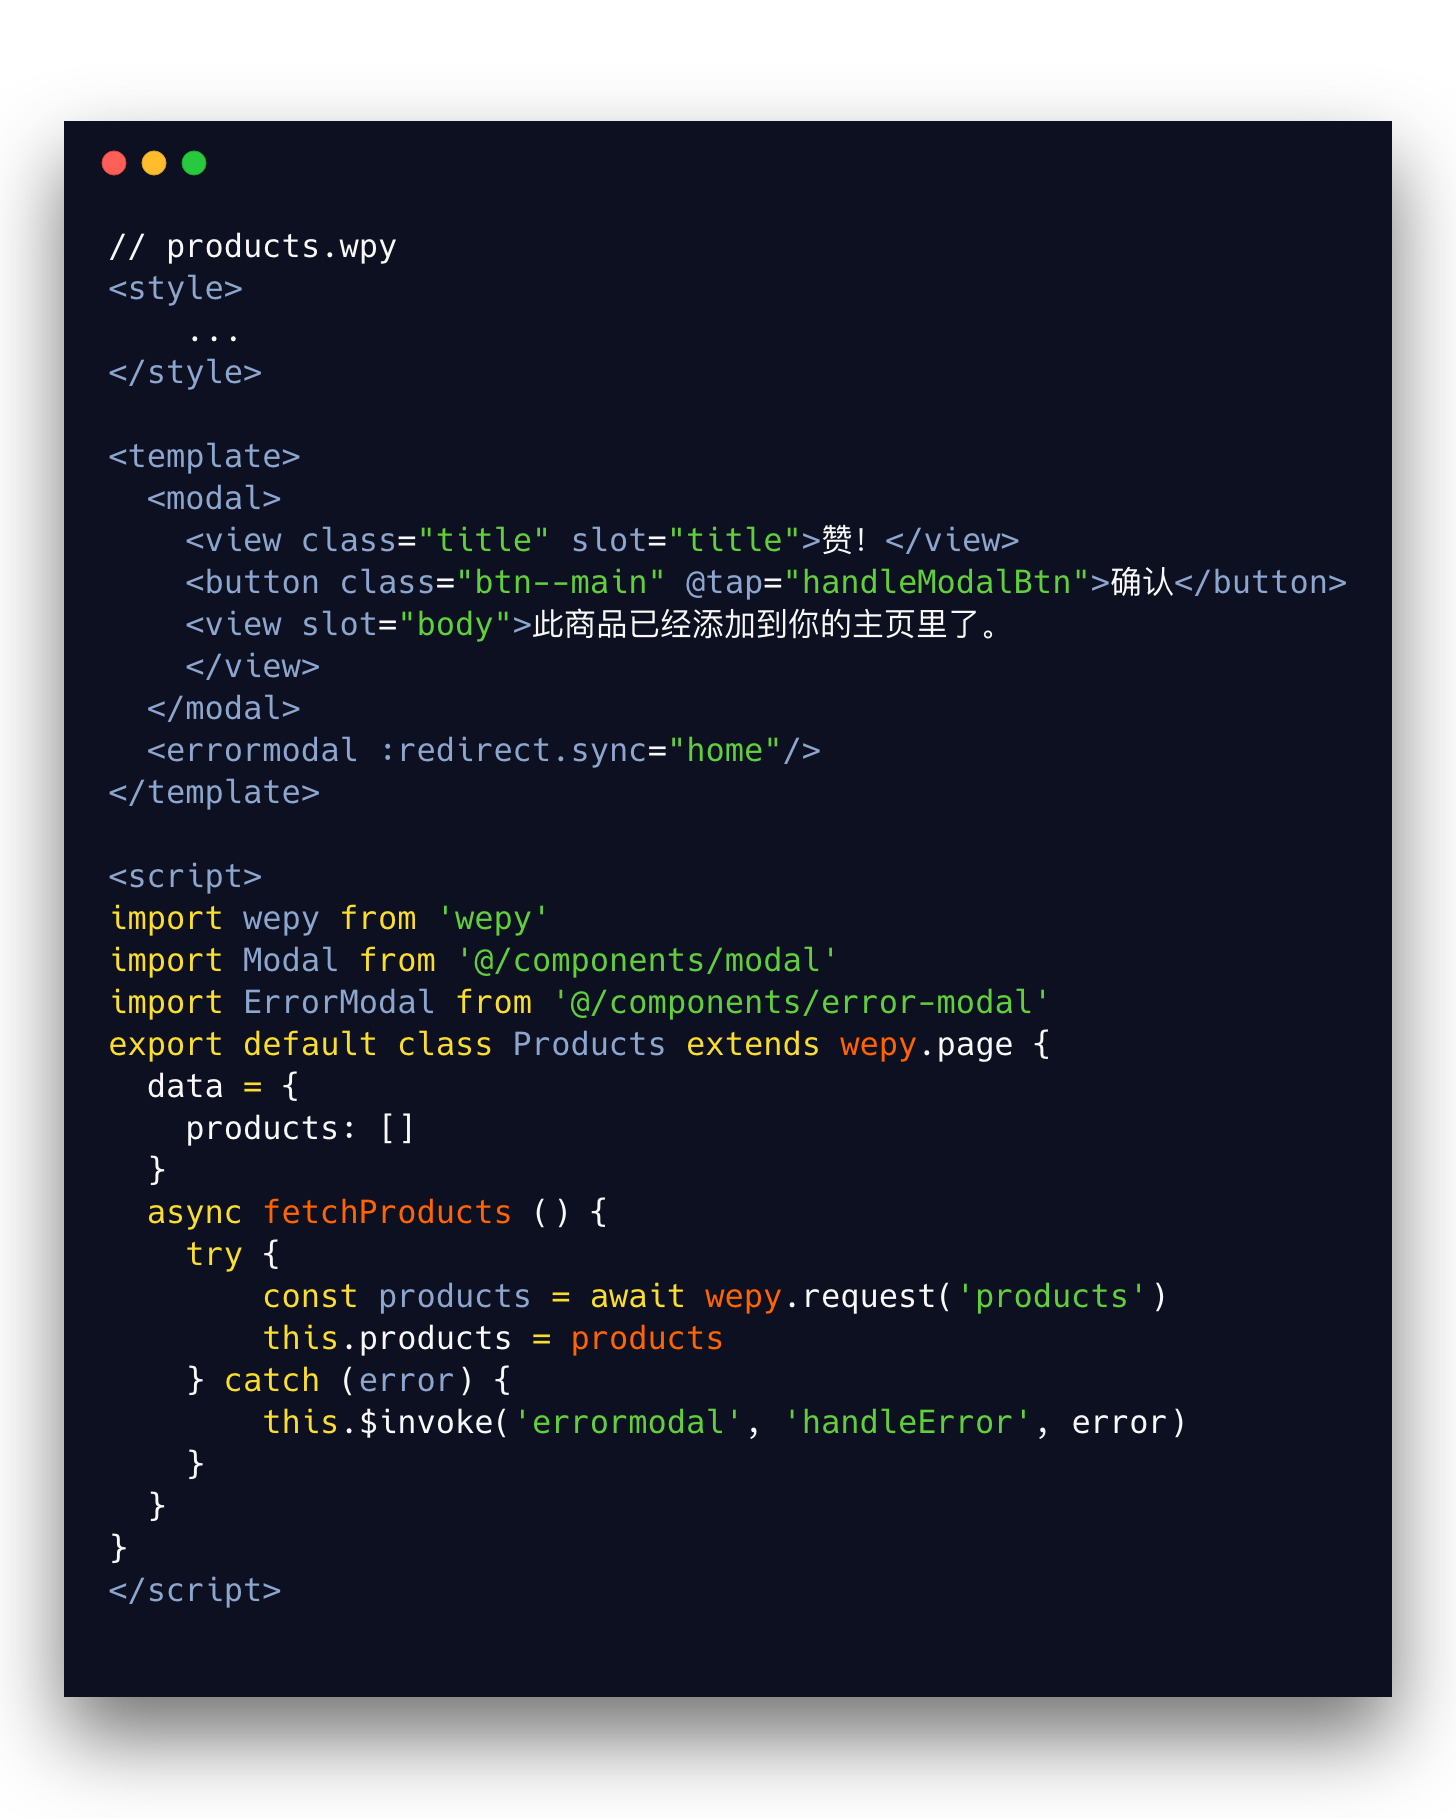 // products.wpy
<style>
    ...
</style>

<template>
  <modal>
    <view class="title" slot="title">赞！</view>
    <button class="btn--main" @tap="handleModalBtn">确认</button>
    <view slot="body">此商品已经添加到你的主页里了。
    </view>
  </modal>
  <errormodal :redirect.sync="home"/>
</template>

<script>
import wepy from 'wepy'
import Modal from '@/components/modal'
import ErrorModal from '@/components/error-modal'
export default class Products extends wepy.page {
  data = {
    products: []
  }
  async fetchProducts () {
    try {
        const products = await wepy.request('products')
        this.products = products
    } catch (error) {
        this.$invoke('errormodal', 'handleError', error)
    }
  }
}
</script>